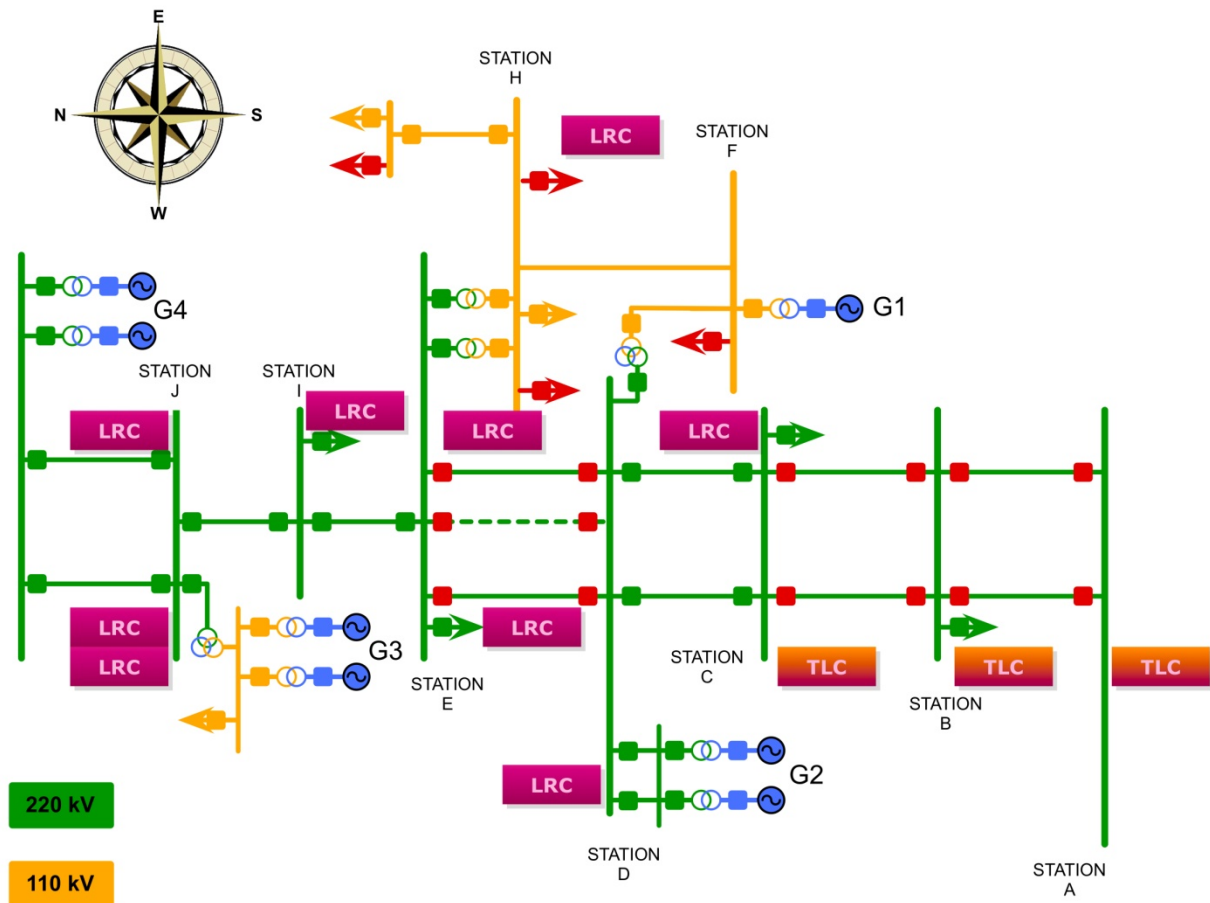 E
N
S
W
STATION
H
LRC
STATION
F
G4
G1
STATION
J
STATION
I
LRC
LRC
LRC
LRC
LRC
LRC
LRC
G3
STATION
E
STATION
C
TLC
TLC
TLC
STATION
B
LRC
G2
220 kV
STATION
D
STATION
A
110 kV